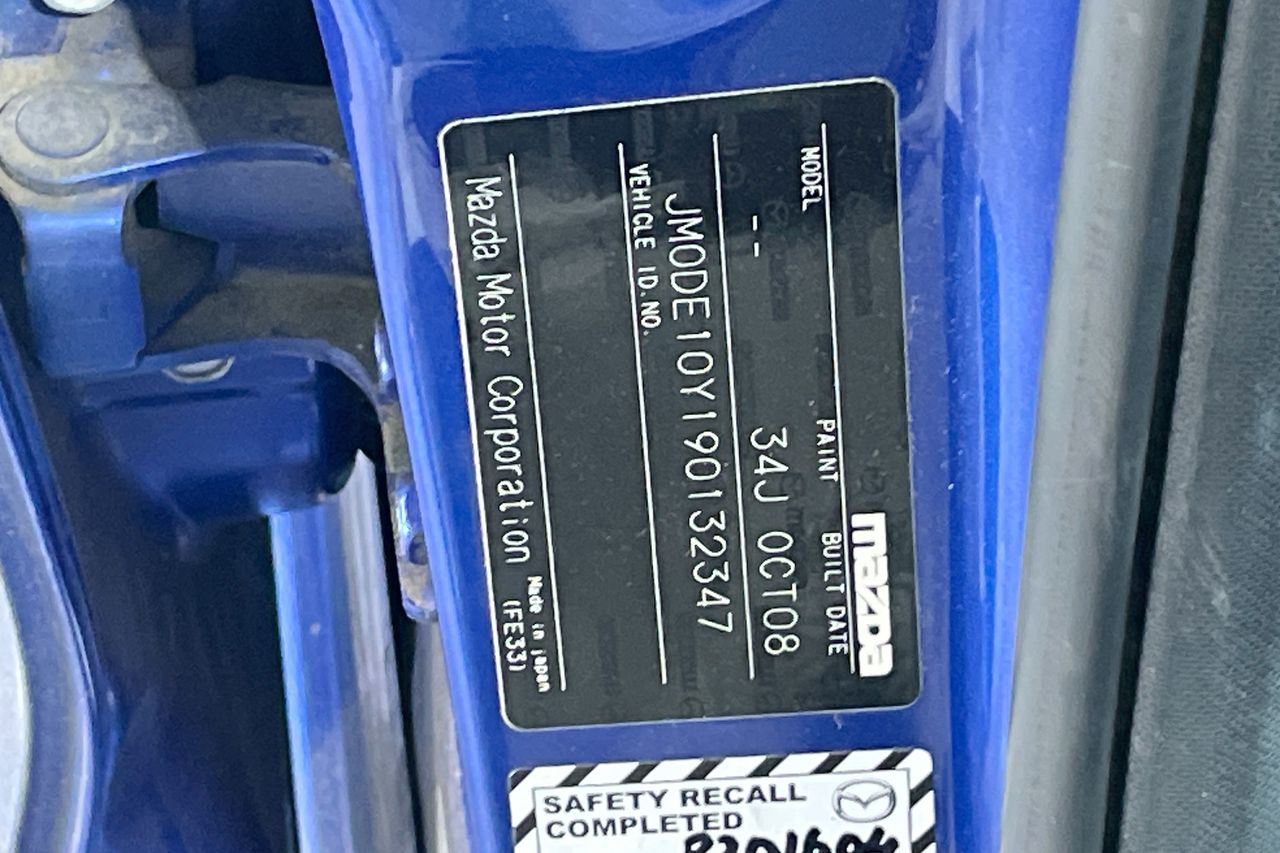 mazda
MODEL PAINT BUILT DATE
-- 34J OCT08
JM0DE10Y190132347
VEHICLE ID.NO.
Made in Japan
Mazda Motor Corporation (FE33)
SAFETY RECALL
COMPLETED